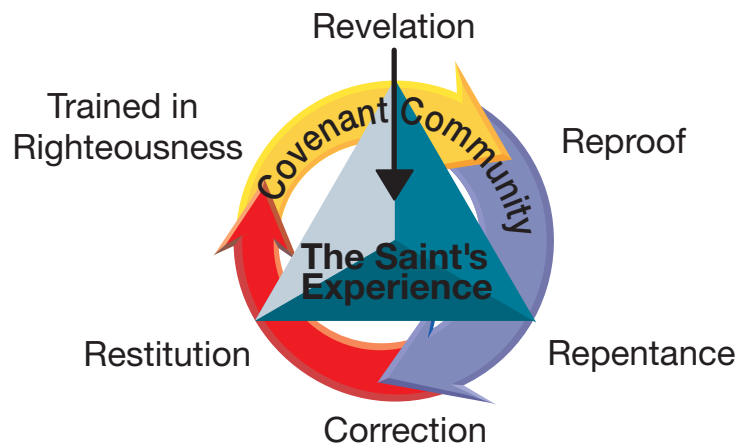 Revelation
Trained in
Righteousness
Covenant Community
Reproof
The Saint's
Experience
Restitution
Repentance
Correction